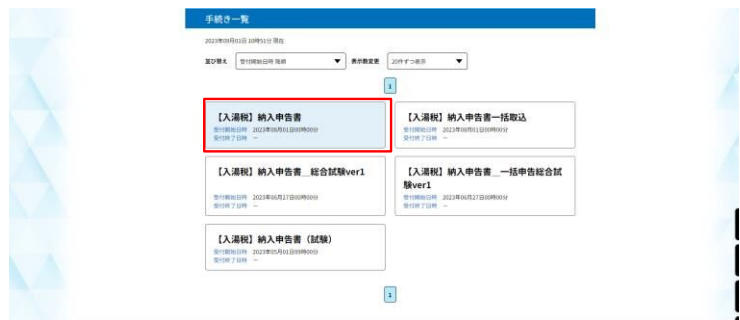 手続き一覧
2023年08月01日 10時51分 現在
並び替え 受付開始日時 降順 ▼ 表示数変更 20件ずつ表示 ▼
1
【入湯税】納入申告書
受付開始日時 2023年08月01日00時00分
受付終了日時 －
【入湯税】納入申告書一括取込
受付開始日時 2023年08月01日00時00分
受付終了日時 －
【入湯税】納入申告書__総合試験ver1
受付開始日時 2023年06月27日00時00分
受付終了日時 －
【入湯税】納入申告書__一括申告総合試
験ver1
受付開始日時 2023年06月27日00時00分
受付終了日時 －
【入湯税】納入申告書（試験）
受付開始日時 2023年05月01日00時00分
受付終了日時 －
1